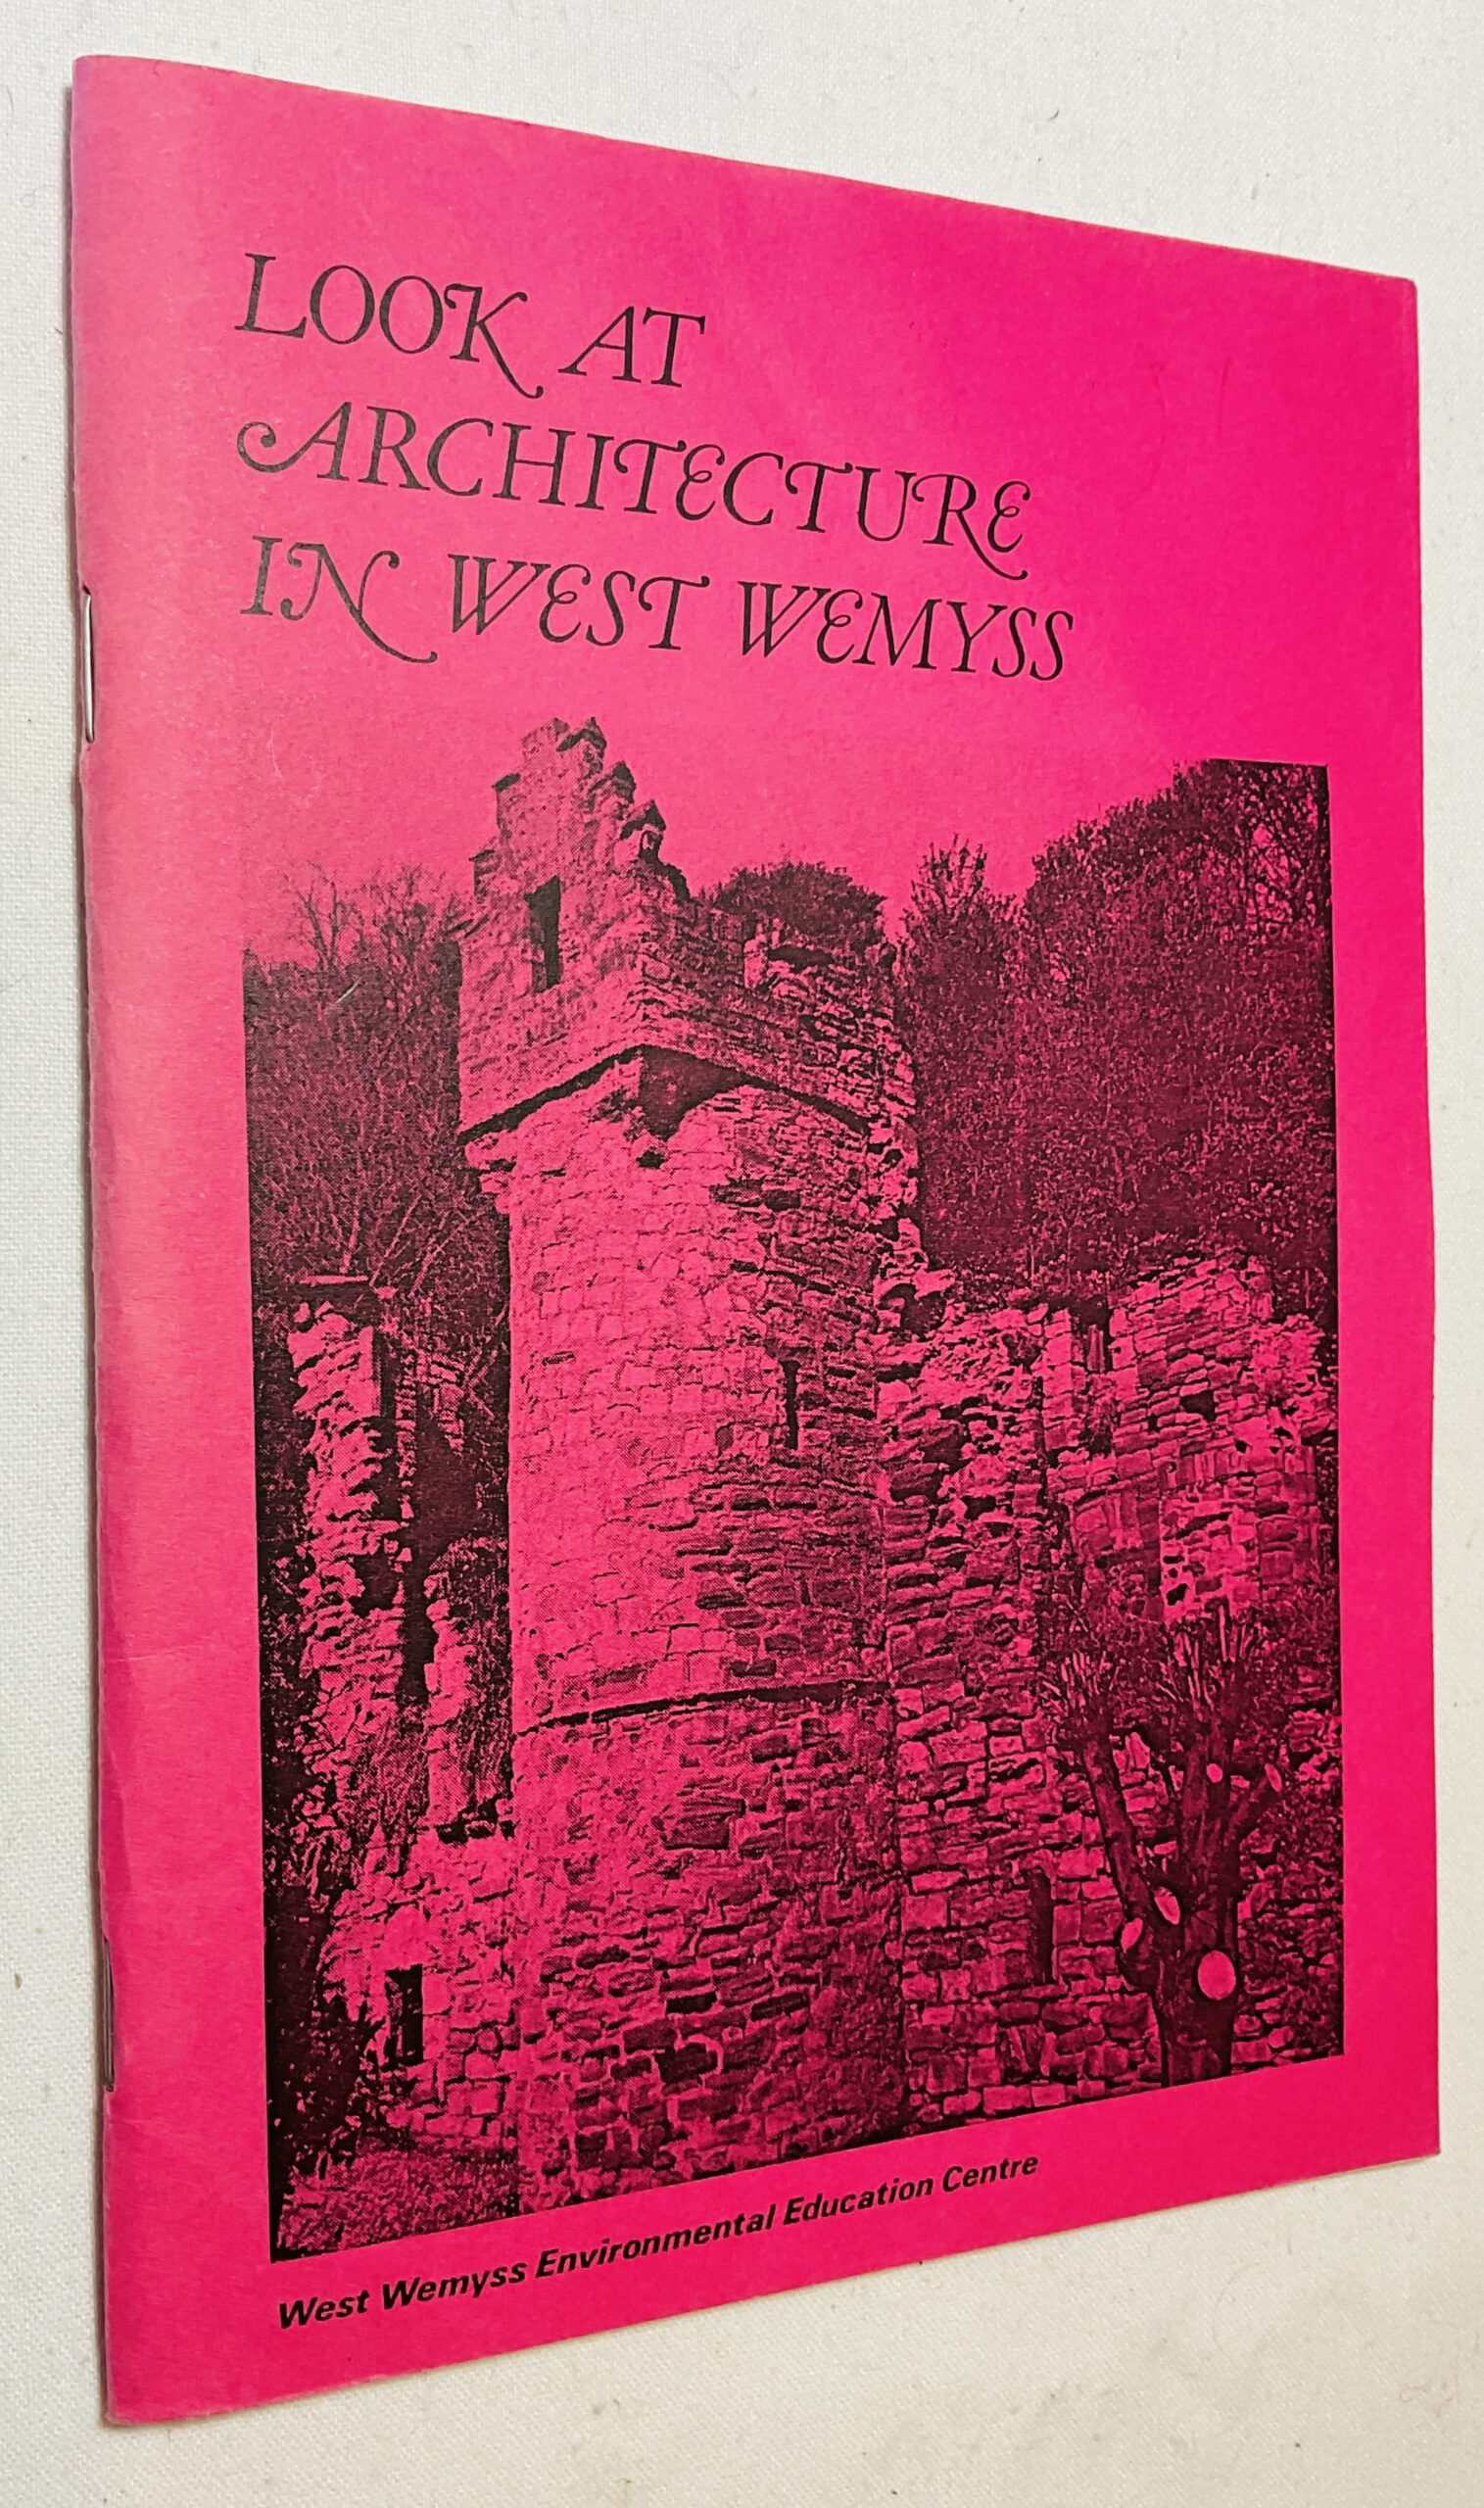 LOOK AT
ARCHITECTURE
IN WEST WEMYSS
West Wemyss Environmental Education Centre